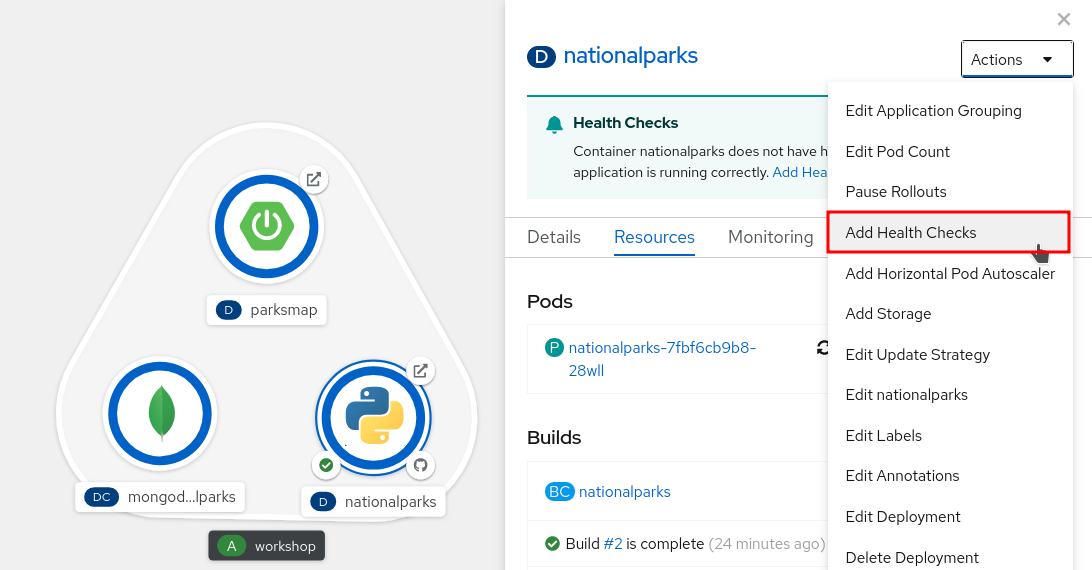 D nationalparks
Actions
Health Checks
Container nationalparks does not have h
application is running correctly. Add Hea
Details
Resources
Monitoring
Edit Application Grouping
Edit Pod Count
Pause Rollouts
Add Health Checks
Add Horizontal Pod Autoscaler
Add Storage
Edit Update Strategy
Edit nationalparks
Edit Labels
Edit Annotations
Edit Deployment
Delete Deployment
Pods
P nationalparks-7fbf6cb9b8-
28wll
Builds
BC nationalparks
Build #2 is complete (24 minutes ago)
D parksmap
DC mongod...lparks
D nationalparks
A workshop